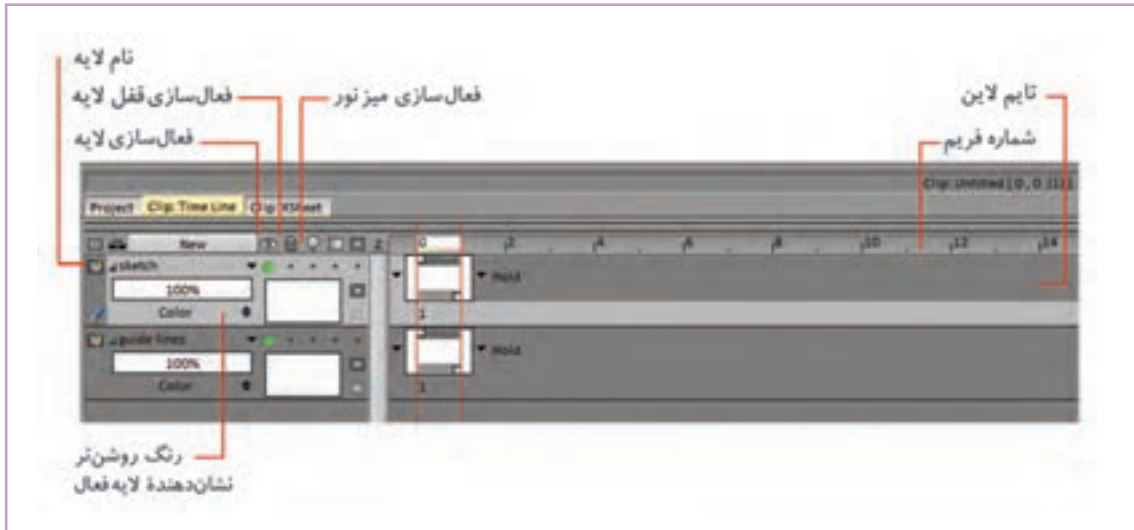 نام لایه
فعال‌سازی قفل لایه
فعال‌سازی میز نور
تایم لاین
فعال‌سازی لایه
شماره فریم
Clip: Untitled [ 0 , 0 (1) ]
Project Clip: Time Line Clip: XSheet
New 0 2 4 6 8 10 12 14
sketch Hold
100%
Color 1
guide lines Hold
100%
Color 1
رنگ روشن‌تر
نشان‌دهندهٔ لایه فعال